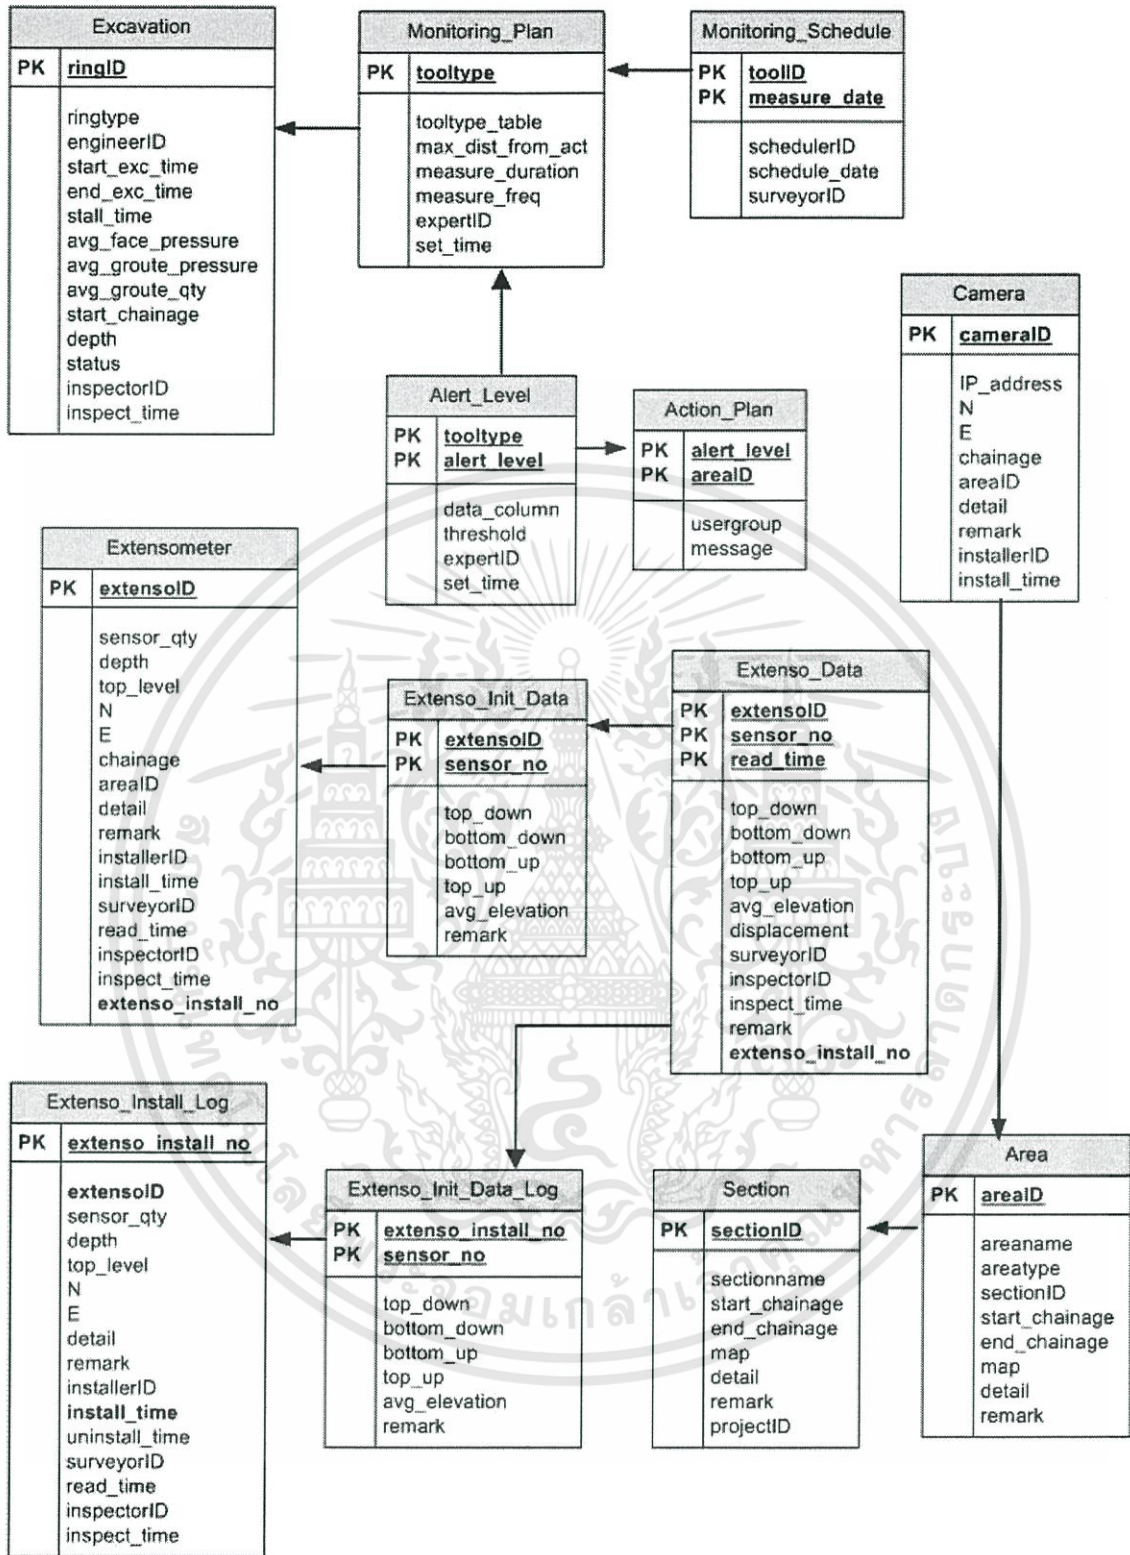 Excavation
PK ringID
ringtype
engineerID
start_exc_time
end_exc_time
stall_time
avg_face_pressure
avg_groute_pressure
avg_groute_qty
start_chainage
depth
status
inspectorID
inspect_time
Monitoring_Plan
PK tooltype
tooltype_table
max_dist_from_act
measure_duration
measure_freq
expertID
set_time
Monitoring_Schedule
PK toolID
PK measure_date
schedulerID
schedule_date
surveyorID
Camera
PK cameraID
IP_address
N
E
chainage
areaID
detail
remark
installerID
install_time
Alert_Level
PK tooltype
PK alert_level
data_column
threshold
expertID
set_time
Action_Plan
PK alert_level
PK areaID
usergroup
message
Extensometer
PK extensoID
sensor_qty
depth
top_level
N
E
chainage
areaID
detail
remark
installerID
install_time
surveyorID
read_time
inspectorID
inspect_time
extenso_install_no
Extenso_Init_Data
PK extensoID
PK sensor_no
top_down
bottom_down
bottom_up
top_up
avg_elevation
remark
Extenso_Data
PK extensoID
PK sensor_no
PK read_time
top_down
bottom_down
bottom_up
top_up
avg_elevation
displacement
surveyorID
inspectorID
inspect_time
remark
extenso_install_no
Extenso_Install_Log
PK extenso_install_no
extensoID
sensor_qty
depth
top_level
N
E
detail
remark
installerID
install_time
uninstall_time
surveyorID
read_time
inspectorID
inspect_time
Extenso_Init_Data_Log
PK extenso_install_no
PK sensor_no
top_down
bottom_down
bottom_up
top_up
avg_elevation
remark
Section
PK sectionID
sectionname
start_chainage
end_chainage
map
detail
remark
projectID
Area
PK areaID
areaname
areatype
sectionID
start_chainage
end_chainage
map
detail
remark